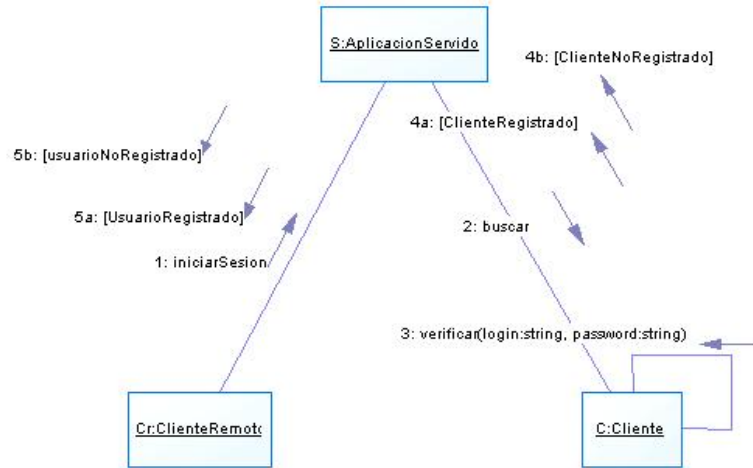 S:AplicacionServido
4b: [ClienteNoRegistrado]
4a: [ClienteRegistrado]
5b: [usuarioNoRegistrado]
5a: [UsuarioRegistrado]
2: buscar
1: iniciarSesion
3: verificar(login:string, password:string)
Cr:ClienteRemoto
C:Cliente